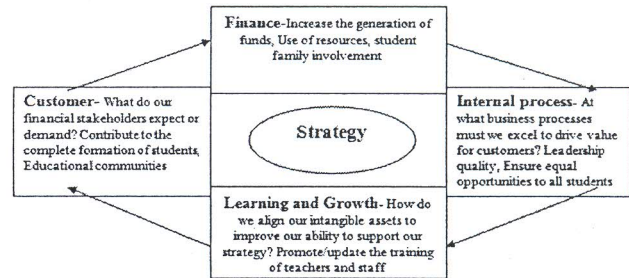 Finance-Increase the generation of
funds, Use of resources, student
family involvement
Customer- What do our
financial stakeholders expect or
demand? Contribute to the
complete formation of students,
Educational communities
Strategy
Internal process- At
what business processes
must we excel to drive value
for customers? Leadership
quality, Ensure equal
opportunities to all students
Learning and Growth- How do
we align our intangible assets to
improve our ability to support our
strategy? Promote/update the training
of teachers and staff